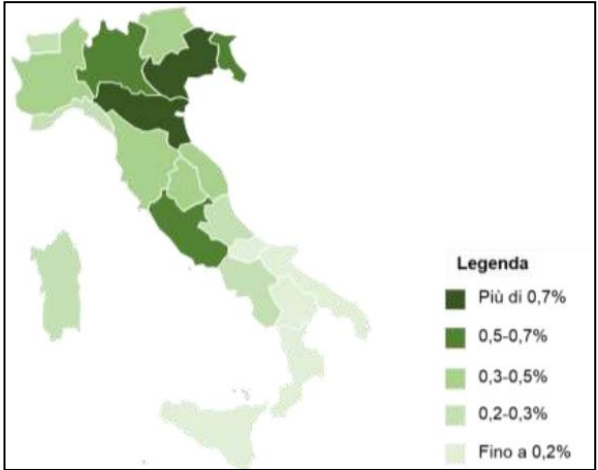 Legenda
Più di 0,7%
0,5-0,7%
0,3-0,5%
0,2-0,3%
Fino a 0,2%